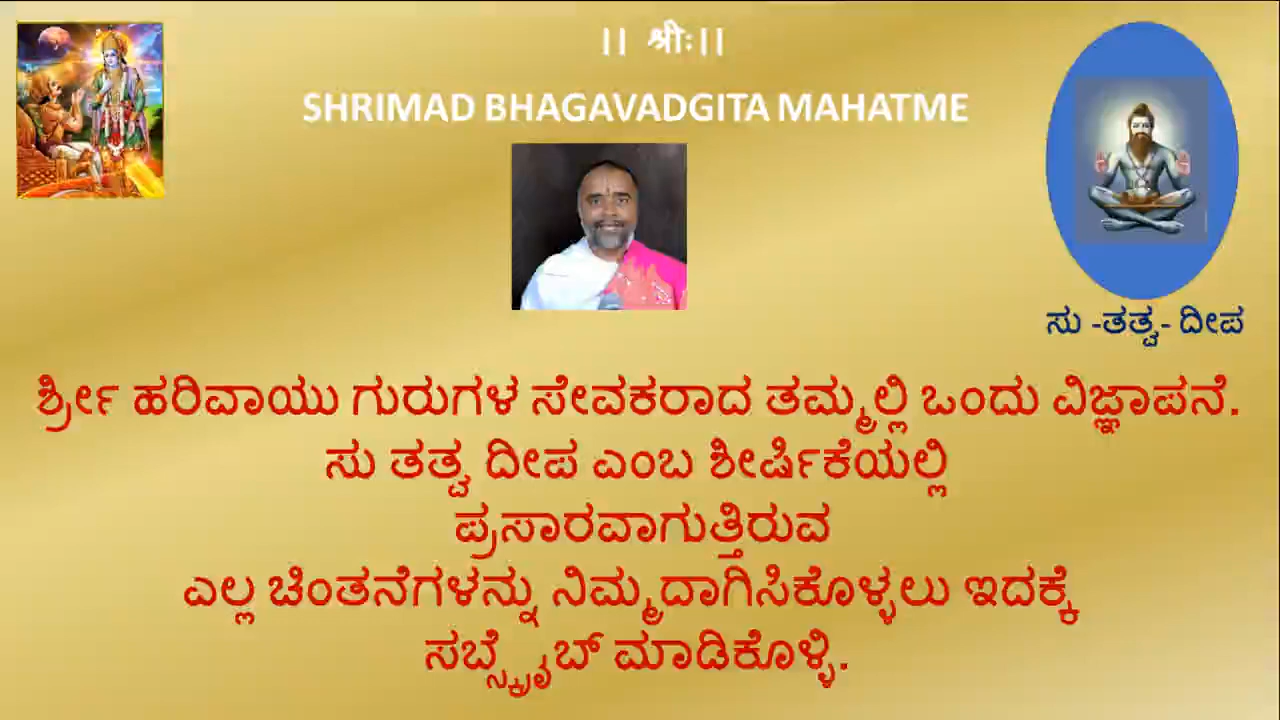 ।। श्रीः।।
SHRIMAD BHAGAVADGITA MAHATME
ಸು -ತತ್ವ- ದೀಪ
ಶ್ರೀ ಹರಿವಾಯು ಗುರುಗಳ ಸೇವಕರಾದ ತಮ್ಮಲ್ಲಿ ಒಂದು ವಿಜ್ಞಾಪನೆ.
ಸು ತತ್ವ ದೀಪ ಎಂಬ ಶೀರ್ಷಿಕೆಯಲ್ಲಿ
ಪ್ರಸಾರವಾಗುತ್ತಿರುವ
ಎಲ್ಲ ಚಿಂತನೆಗಳನ್ನು ನಿಮ್ಮದಾಗಿಸಿಕೊಳ್ಳಲು ಇದಕ್ಕೆ
ಸಬ್ಸ್ಕ್ರೈಬ್ ಮಾಡಿಕೊಳ್ಳಿ.